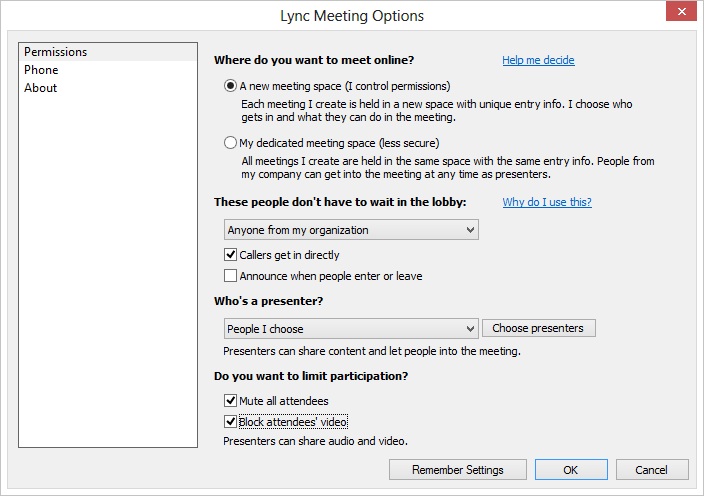 Lync Meeting Options
Permissions
Phone
About
Where do you want to meet online?
Help me decide
A new meeting space (I control permissions)
Each meeting I create is held in a new space with unique entry info. I choose who
gets in and what they can do in the meeting.
My dedicated meeting space (less secure)
All meetings I create are held in the same space with the same entry info. People from
my company can get into the meeting at any time as presenters.
These people don't have to wait in the lobby:
Why do I use this?
Anyone from my organization
Callers get in directly
Announce when people enter or leave
Who's a presenter?
People I choose
Choose presenters
Presenters can share content and let people into the meeting.
Do you want to limit participation?
Mute all attendees
Block attendees' video
Presenters can share audio and video.
Remember Settings
OK
Cancel